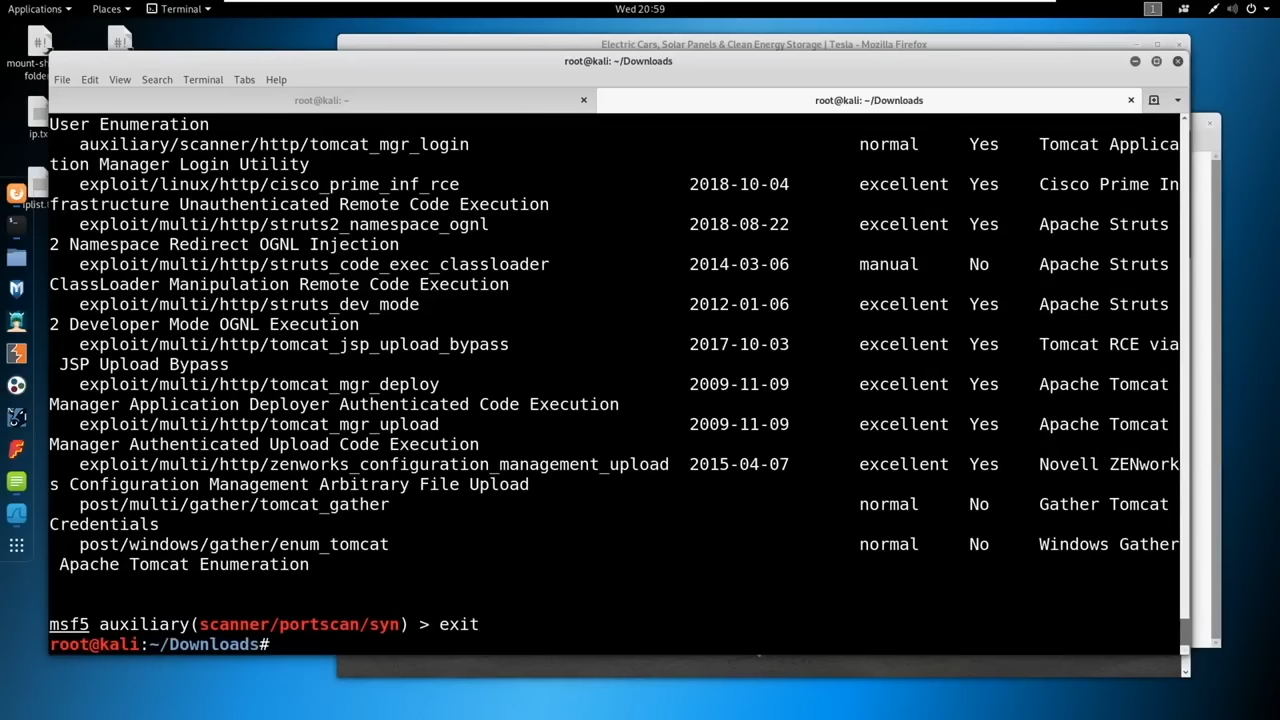 Applications Places Terminal Wed 20:59 1
mount-sh
folder
ip.tx
iplist.t
Electric Cars, Solar Panels & Clean Energy Storage | Tesla - Mozilla Firefox
root@kali: ~/Downloads
File Edit View Search Terminal Tabs Help
root@kali: ~ root@kali: ~/Downloads
User Enumeration
auxiliary/scanner/http/tomcat_mgr_login normal Yes Tomcat Applica
tion Manager Login Utility
exploit/linux/http/cisco_prime_inf_rce 2018-10-04 excellent Yes Cisco Prime In
frastructure Unauthenticated Remote Code Execution
exploit/multi/http/struts2_namespace_ognl 2018-08-22 excellent Yes Apache Struts
2 Namespace Redirect OGNL Injection
exploit/multi/http/struts_code_exec_classloader 2014-03-06 manual No Apache Struts
ClassLoader Manipulation Remote Code Execution
exploit/multi/http/struts_dev_mode 2012-01-06 excellent Yes Apache Struts
2 Developer Mode OGNL Execution
exploit/multi/http/tomcat_jsp_upload_bypass 2017-10-03 excellent Yes Tomcat RCE via
JSP Upload Bypass
exploit/multi/http/tomcat_mgr_deploy 2009-11-09 excellent Yes Apache Tomcat
Manager Application Deployer Authenticated Code Execution
exploit/multi/http/tomcat_mgr_upload 2009-11-09 excellent Yes Apache Tomcat
Manager Authenticated Upload Code Execution
exploit/multi/http/zenworks_configuration_management_upload 2015-04-07 excellent Yes Novell ZENwork
s Configuration Management Arbitrary File Upload
post/multi/gather/tomcat_gather normal No Gather Tomcat
Credentials
post/windows/gather/enum_tomcat normal No Windows Gather
Apache Tomcat Enumeration
msf5 auxiliary(scanner/portscan/syn) > exit
root@kali:~/Downloads#